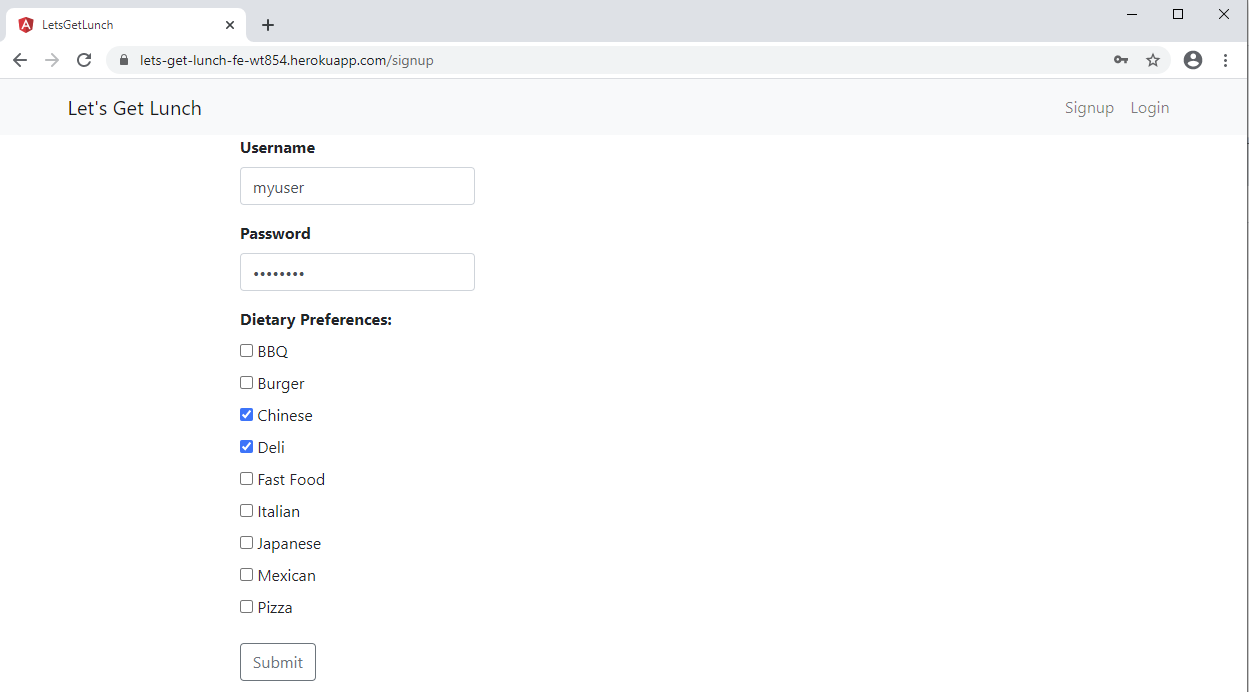 LetsGetLunch
lets-get-lunch-fe-wt854.herokuapp.com/signup
Let's Get Lunch
Signup Login
Username
myuser
Password
••••••••
Dietary Preferences:
BBQ
Burger
Chinese
Deli
Fast Food
Italian
Japanese
Mexican
Pizza
Submit